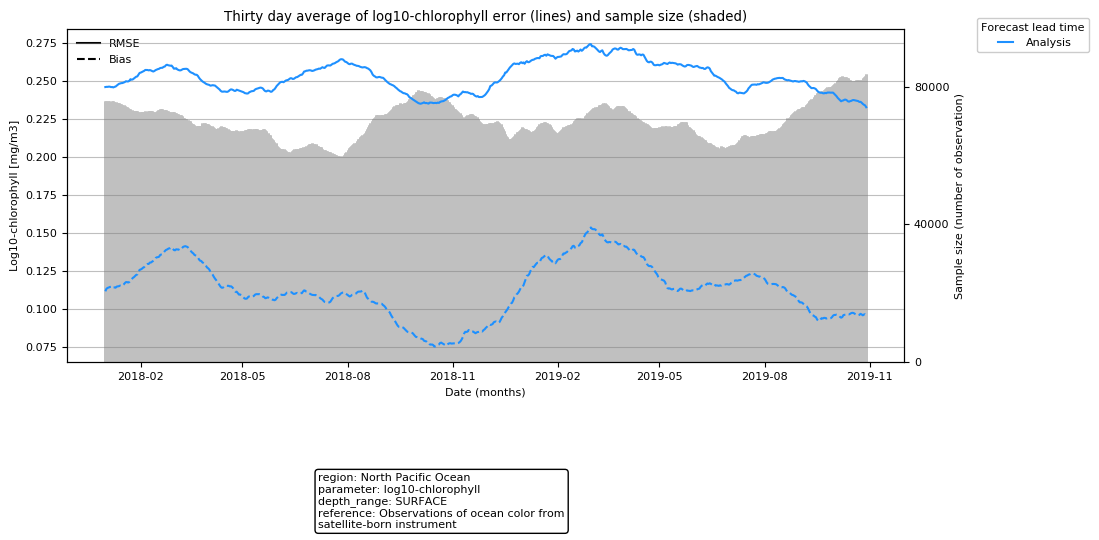 Thirty day average of log10-chlorophyll error (lines) and sample size (shaded)
Forecast lead time
Analysis
RMSE
Bias
Log10-chlorophyll [mg/m3]
0.275
0.250
0.225
0.200
0.175
0.150
0.125
0.100
0.075
80000
40000
0
Sample size (number of observation)
2018-02 2018-05 2018-08 2018-11 2019-02 2019-05 2019-08 2019-11
Date (months)
region: North Pacific Ocean
parameter: log10-chlorophyll
depth_range: SURFACE
reference: Observations of ocean color from
satellite-born instrument